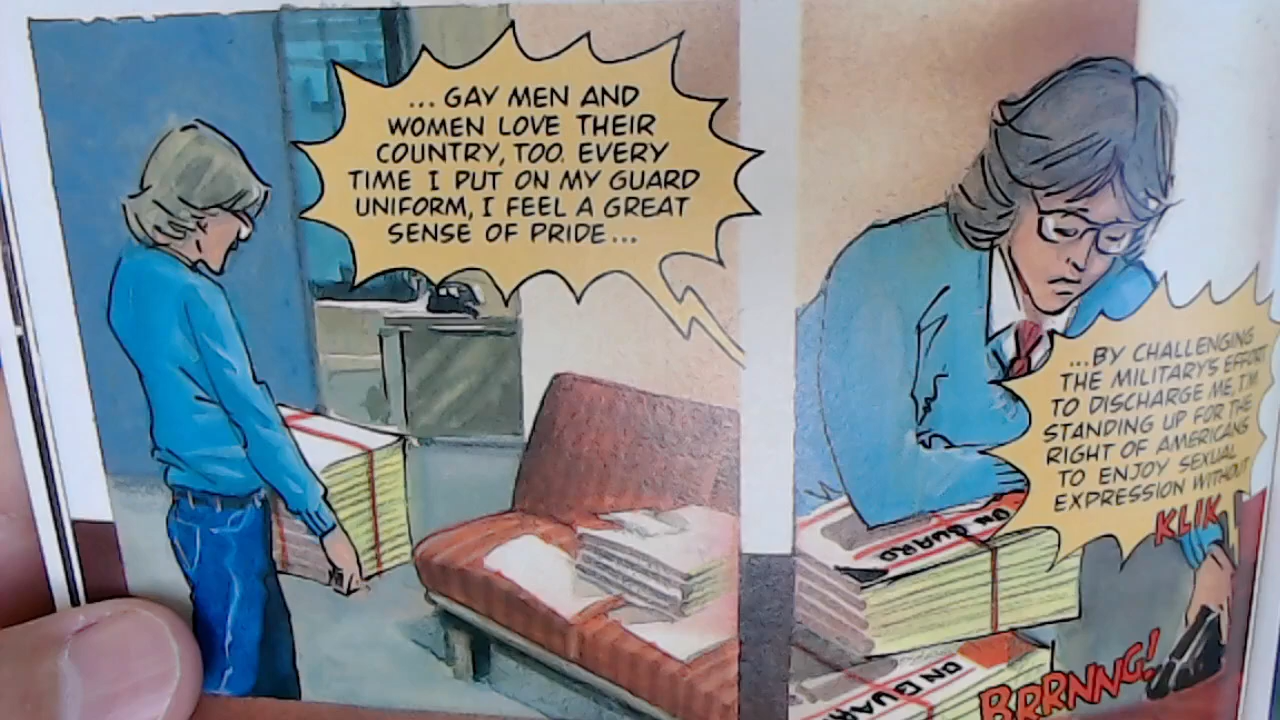 ... GAY MEN AND
WOMEN LOVE THEIR
COUNTRY, TOO. EVERY
TIME I PUT ON MY GUARD
UNIFORM, I FEEL A GREAT
SENSE OF PRIDE...
...BY CHALLENGING
THE MILITARY'S EFFORT
TO DISCHARGE ME, I'M
STANDING UP FOR THE
RIGHT OF AMERICANS
TO ENJOY SEXUAL
EXPRESSION WITHOUT
KLIK
ON GUARD
ON GUAR
BRRNNG!